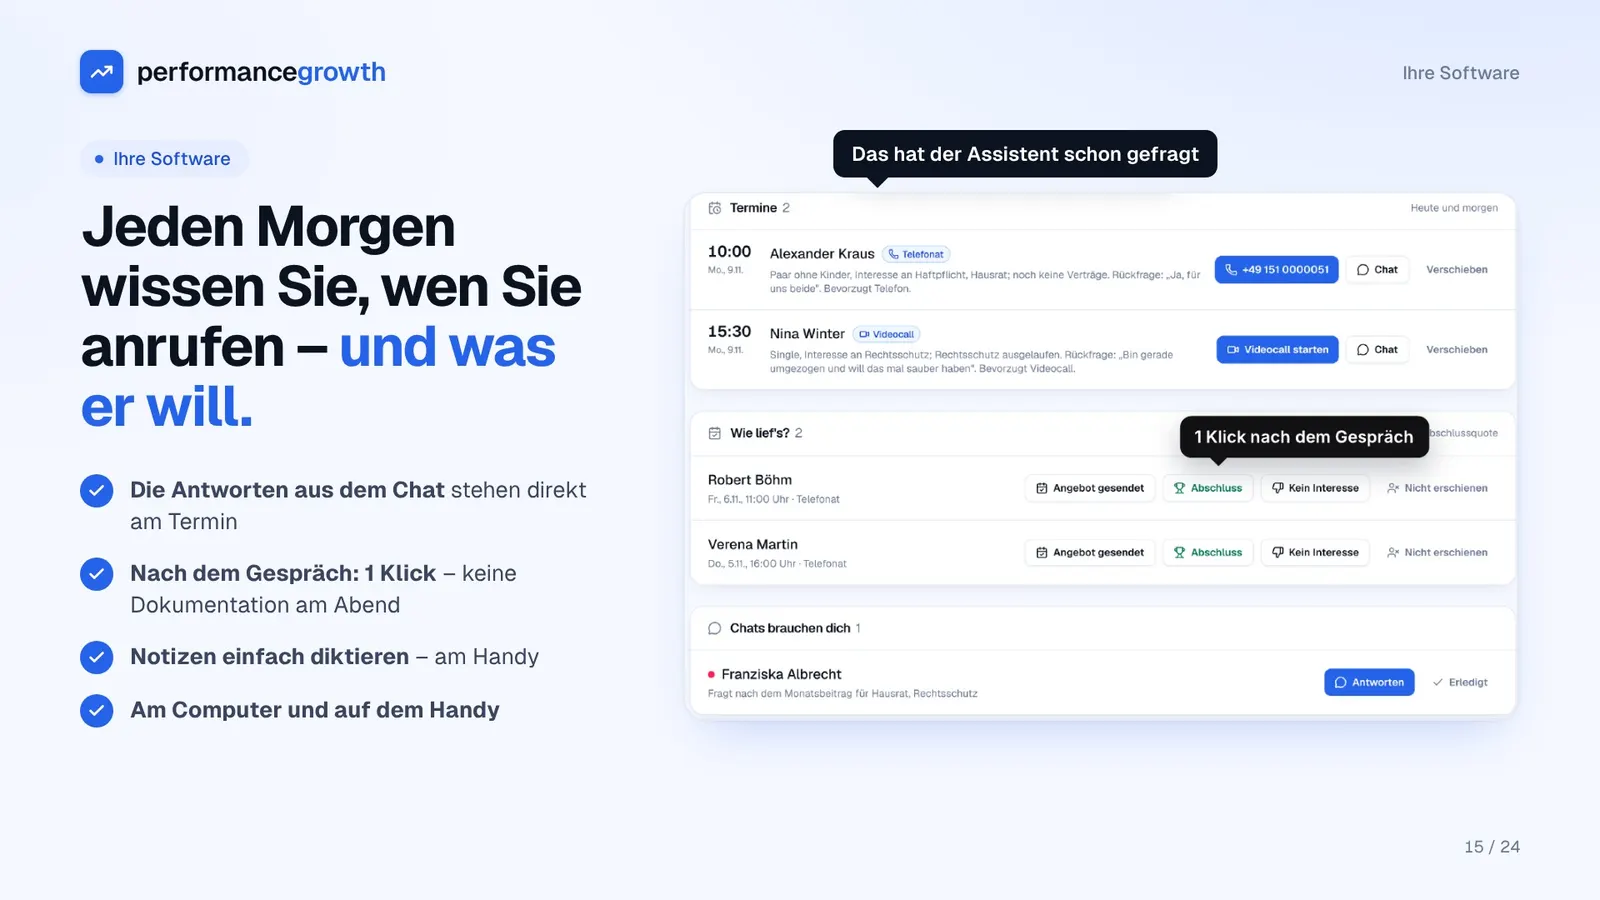 performancegrowth
Ihre Software
Ihre Software
Jeden Morgen
wissen Sie, wen Sie
anrufen – und was
er will.
Die Antworten aus dem Chat stehen direkt
am Termin
Nach dem Gespräch: 1 Klick – keine
Dokumentation am Abend
Notizen einfach diktieren – am Handy
Am Computer und auf dem Handy
Das hat der Assistent schon gefragt
Termine 2
Heute und morgen
10:00
Mo., 9.11.
Alexander Kraus
Telefonat
Paar ohne Kinder, Interesse an Haftpflicht, Hausrat; noch keine Verträge. Rückfrage: „Ja, für
uns beide". Bevorzugt Telefon.
+49 151 0000051
Chat
Verschieben
15:30
Mo., 9.11.
Nina Winter
Videocall
Single, Interesse an Rechtsschutz; Rechtsschutz ausgelaufen. Rückfrage: „Bin gerade
umgezogen und will das mal sauber haben". Bevorzugt Videocall.
Videocall starten
Chat
Verschieben
Wie lief's? 2
1 Klick nach dem Gespräch
bschlussquote
Robert Böhm
Fr., 6.11., 11:00 Uhr · Telefonat
Angebot gesendet
Abschluss
Kein Interesse
Nicht erschienen
Verena Martin
Do., 5.11., 16:00 Uhr · Telefonat
Angebot gesendet
Abschluss
Kein Interesse
Nicht erschienen
Chats brauchen dich 1
Franziska Albrecht
Fragt nach dem Monatsbeitrag für Hausrat, Rechtsschutz
Antworten
Erledigt
15 / 24